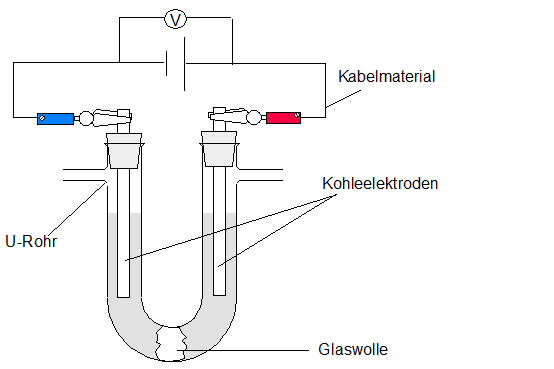 V
Kabelmaterial
Kohleelektroden
U-Rohr
Glaswolle